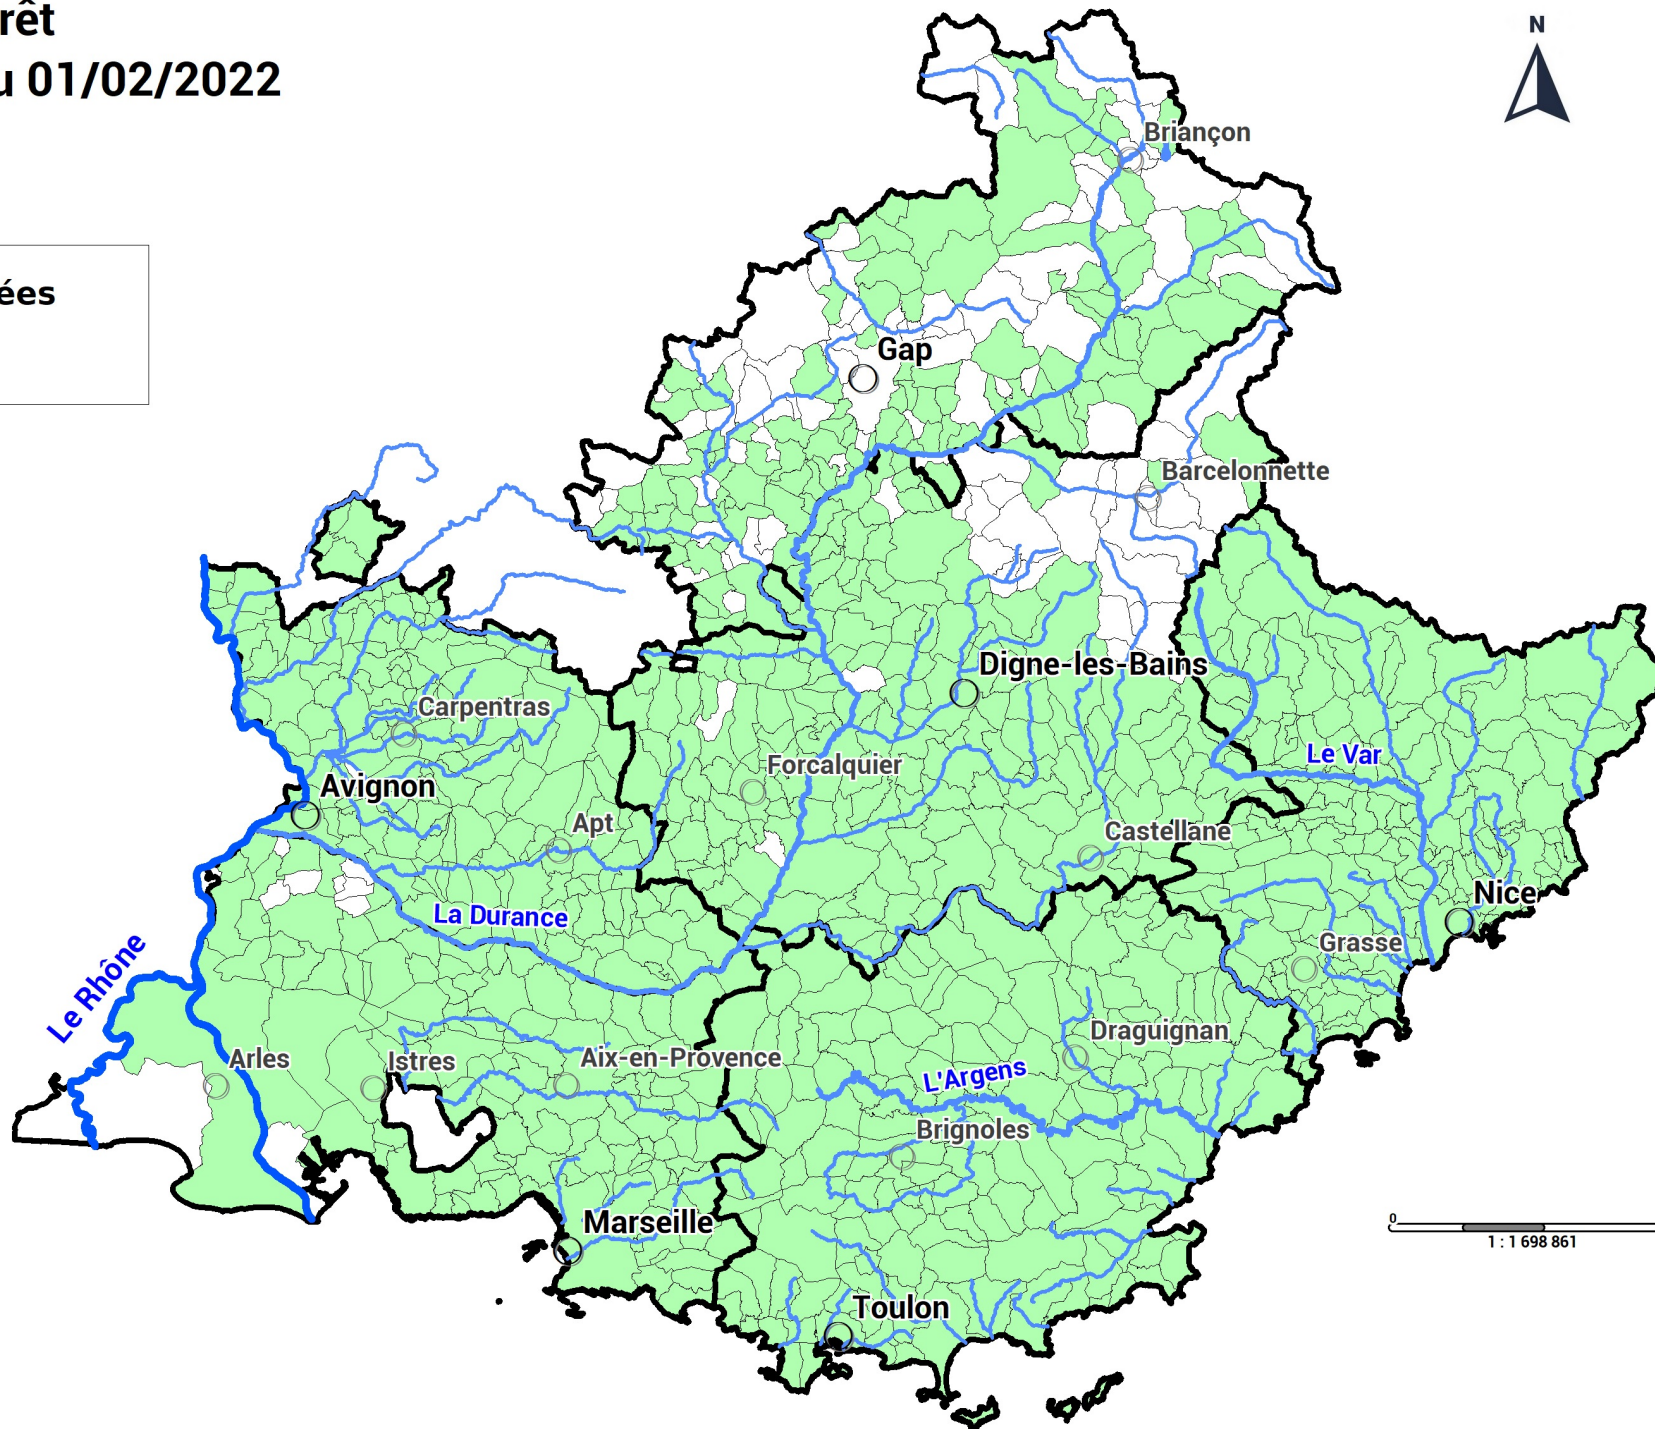 rêt
u 01/02/2022
N
Briançon
ées
Gap
Barcelonnette
Digne-les-Bains
Carpentras
Le Var
Forcalquier
Avignon
Apt
Castellane
Nice
La Durance
Grasse
Le Rhône
Draguignan
Arles
Istres
Aix-en-Provence
L'Argens
Brignoles
Marseille
0
1 : 1 698 861
Toulon